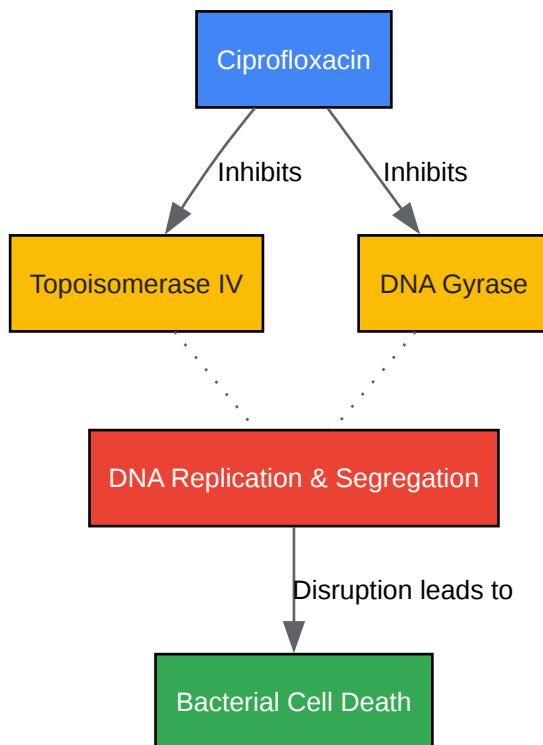 Ciprofloxacin
Inhibits
Inhibits
Topoisomerase IV
DNA Gyrase
DNA Replication & Segregation
Disruption leads to
Bacterial Cell Death